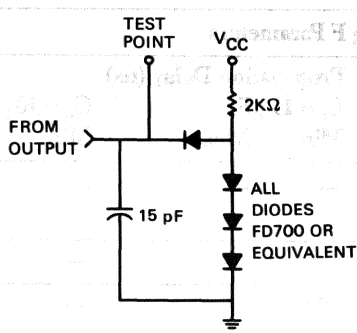 TEST
POINT
VCC
2KΩ
FROM
OUTPUT
15 pF
ALL
DIODES
FD700 OR
EQUIVALENT